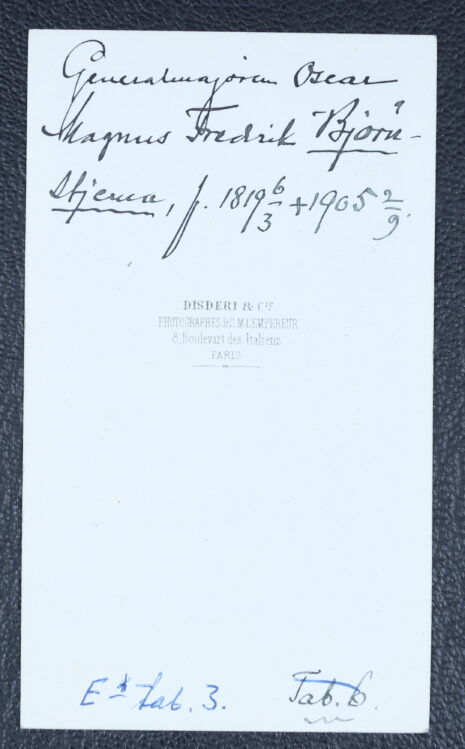 Generalmajoren Oscar
Magnus Fredrik Björn-
stjerna, f. 1819 6/3 +1905 2/9.
DISDERI & Cie
PHOTOGRAPHES de S.M. L'EMPEREUR
8, Boulevart des Italiens
PARIS
Tab. 3. Tab. 6.